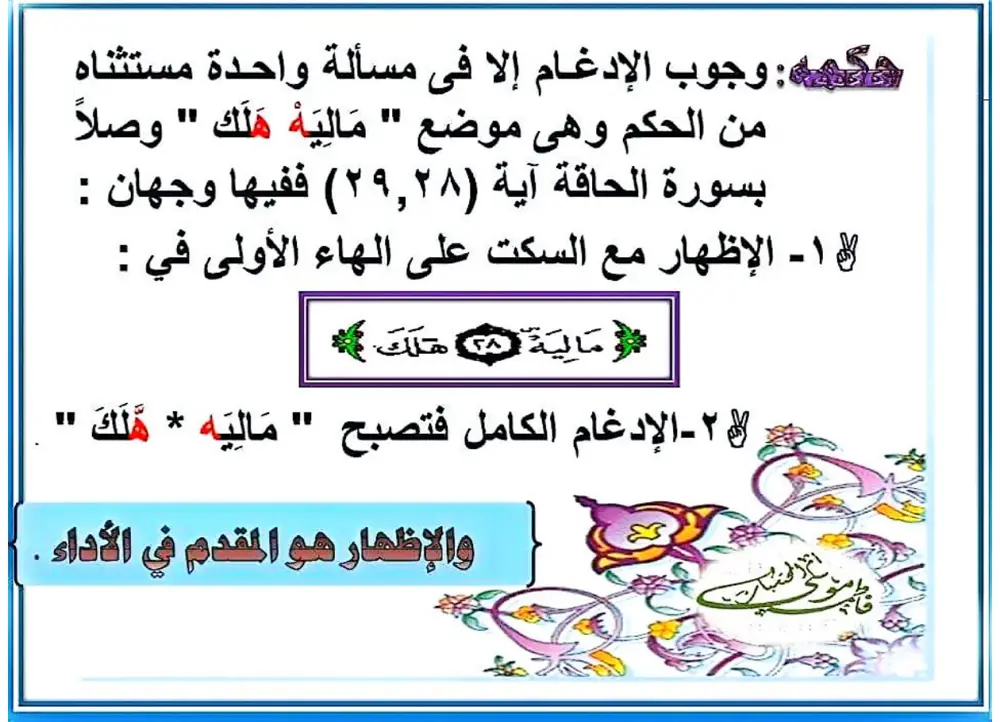 حكمه: وجوب الإدغام إلا فى مسألة واحدة مستثناه
من الحكم وهى موضع " مَالِيَهْ هَلَك " وصلاً
بسورة الحاقة آية (٢٨,٢٩) ففيها وجهان :
١- الإظهار مع السكت على الهاء الأولى في :
مَالِيَهْۜ ٢٨ هَلَكَ
٢-الإدغام الكامل فتصبح " مَالِيَه * هَّلَكَ "
والإظهار هو المقدم في الأداء .